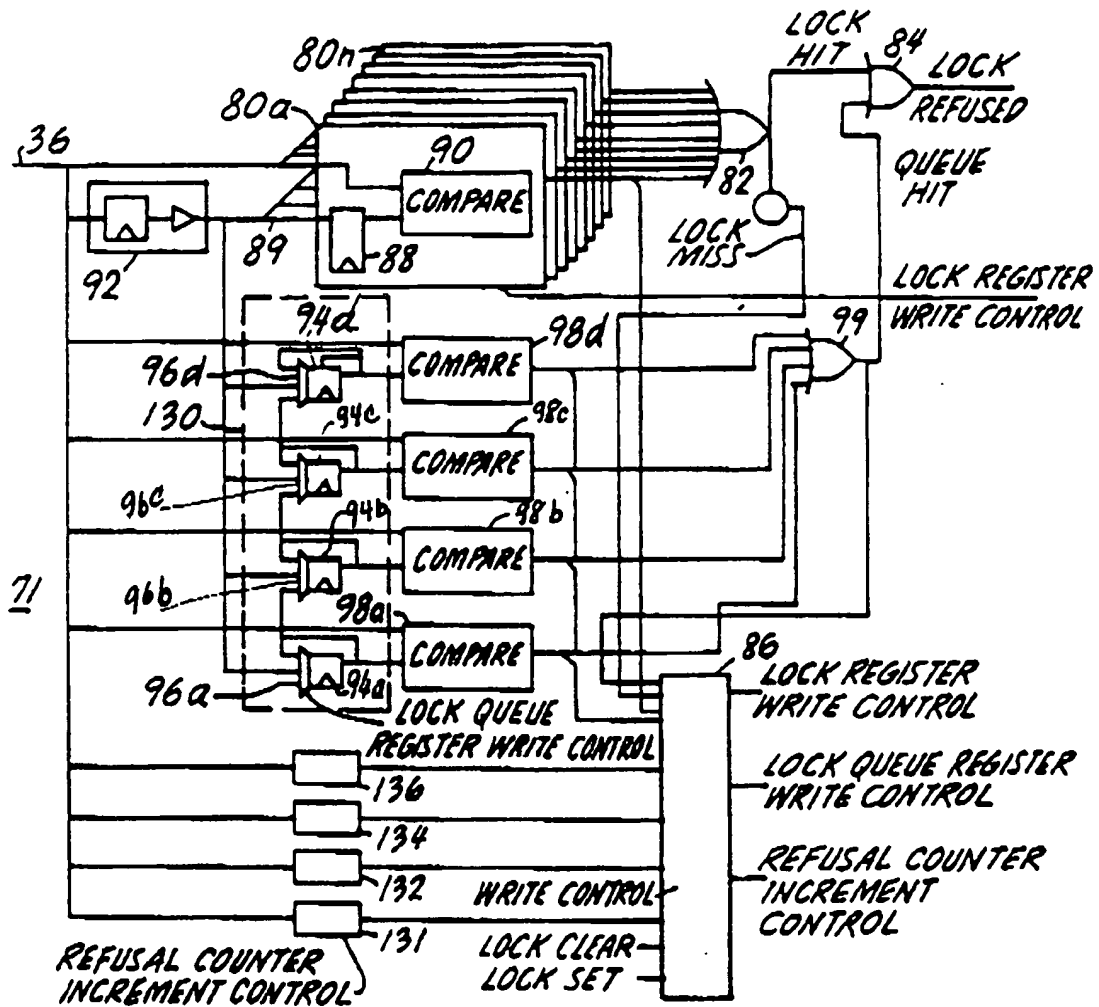 80n
LOCK HIT
84
LOCK REFUSED
80a
36
90
COMPARE
82
QUEUE HIT
LOCK MISS
92
89
88
LOCK REGISTER WRITE CONTROL
94d
98d
99
96d
COMPARE
130
94c
98c
COMPARE
96c
94b
98b
COMPARE
96b
71
98a
COMPARE
86
94a
96a
LOCK QUEUE REGISTER WRITE CONTROL
LOCK REGISTER WRITE CONTROL
136
LOCK QUEUE REGISTER WRITE CONTROL
134
132
WRITE CONTROL
REFUSAL COUNTER INCREMENT CONTROL
131
LOCK CLEAR
LOCK SET
REFUSAL COUNTER INCREMENT CONTROL